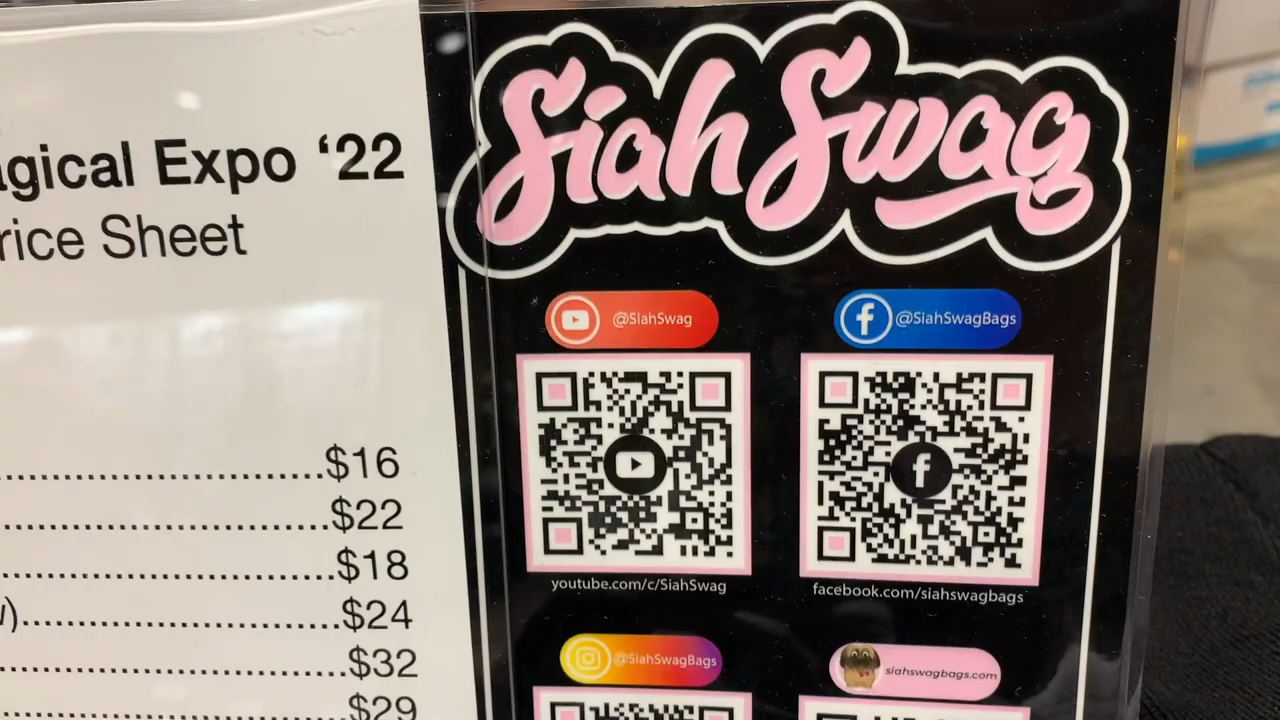 agical Expo ‘22
rice Sheet
$16
$22
$18
$24
$32
$29
Siah Swag
@SiahSwag
@SiahSwagBags
youtube.com/c/SiahSwag
facebook.com/siahswagbags
@SiahSwagBags
siahswagbags.com